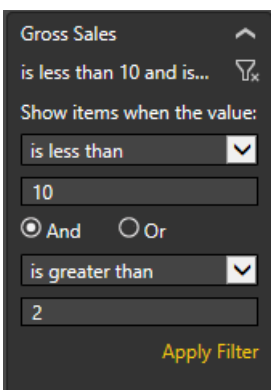 Gross Sales
is less than 10 and is...
Show items when the value:
is less than
10
And Or
is greater than
2
Apply Filter